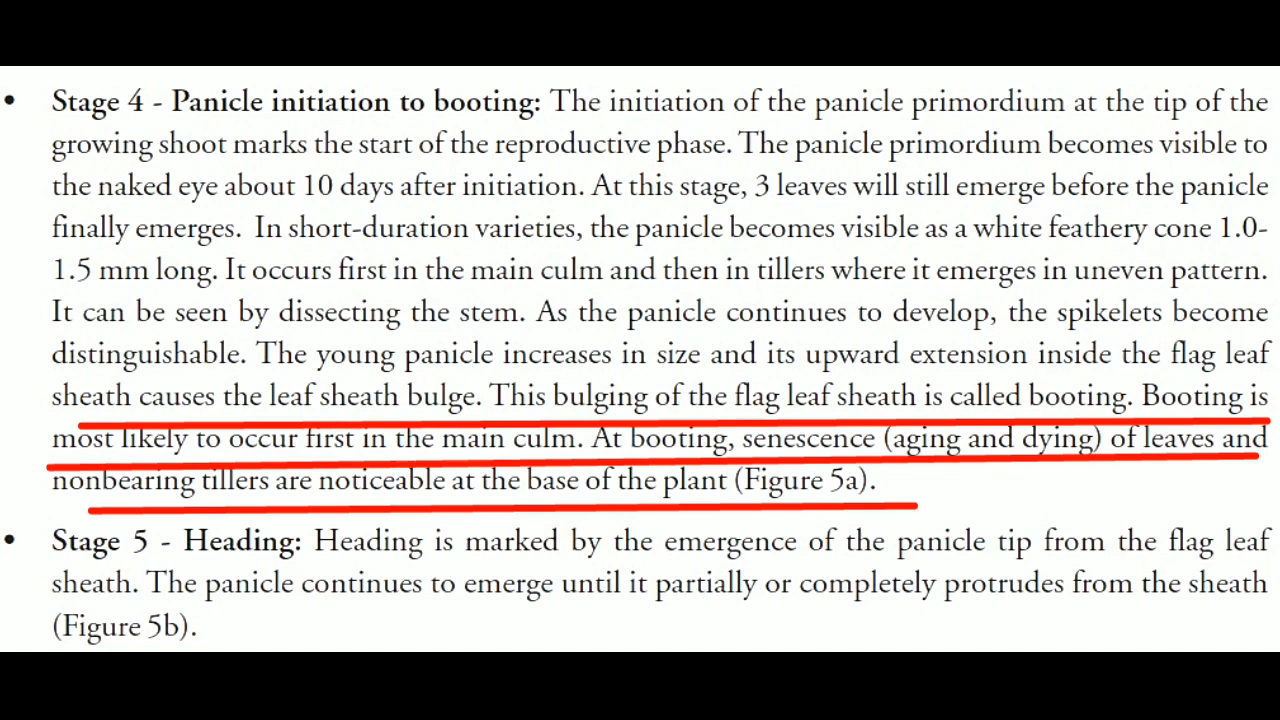 • Stage 4 - Panicle initiation to booting: The initiation of the panicle primordium at the tip of the
growing shoot marks the start of the reproductive phase. The panicle primordium becomes visible to
the naked eye about 10 days after initiation. At this stage, 3 leaves will still emerge before the panicle
finally emerges. In short-duration varieties, the panicle becomes visible as a white feathery cone 1.0-
1.5 mm long. It occurs first in the main culm and then in tillers where it emerges in uneven pattern.
It can be seen by dissecting the stem. As the panicle continues to develop, the spikelets become
distinguishable. The young panicle increases in size and its upward extension inside the flag leaf
sheath causes the leaf sheath bulge. This bulging of the flag leaf sheath is called booting. Booting is
most likely to occur first in the main culm. At booting, senescence (aging and dying) of leaves and
nonbearing tillers are noticeable at the base of the plant (Figure 5a).
• Stage 5 - Heading: Heading is marked by the emergence of the panicle tip from the flag leaf
sheath. The panicle continues to emerge until it partially or completely protrudes from the sheath
(Figure 5b).